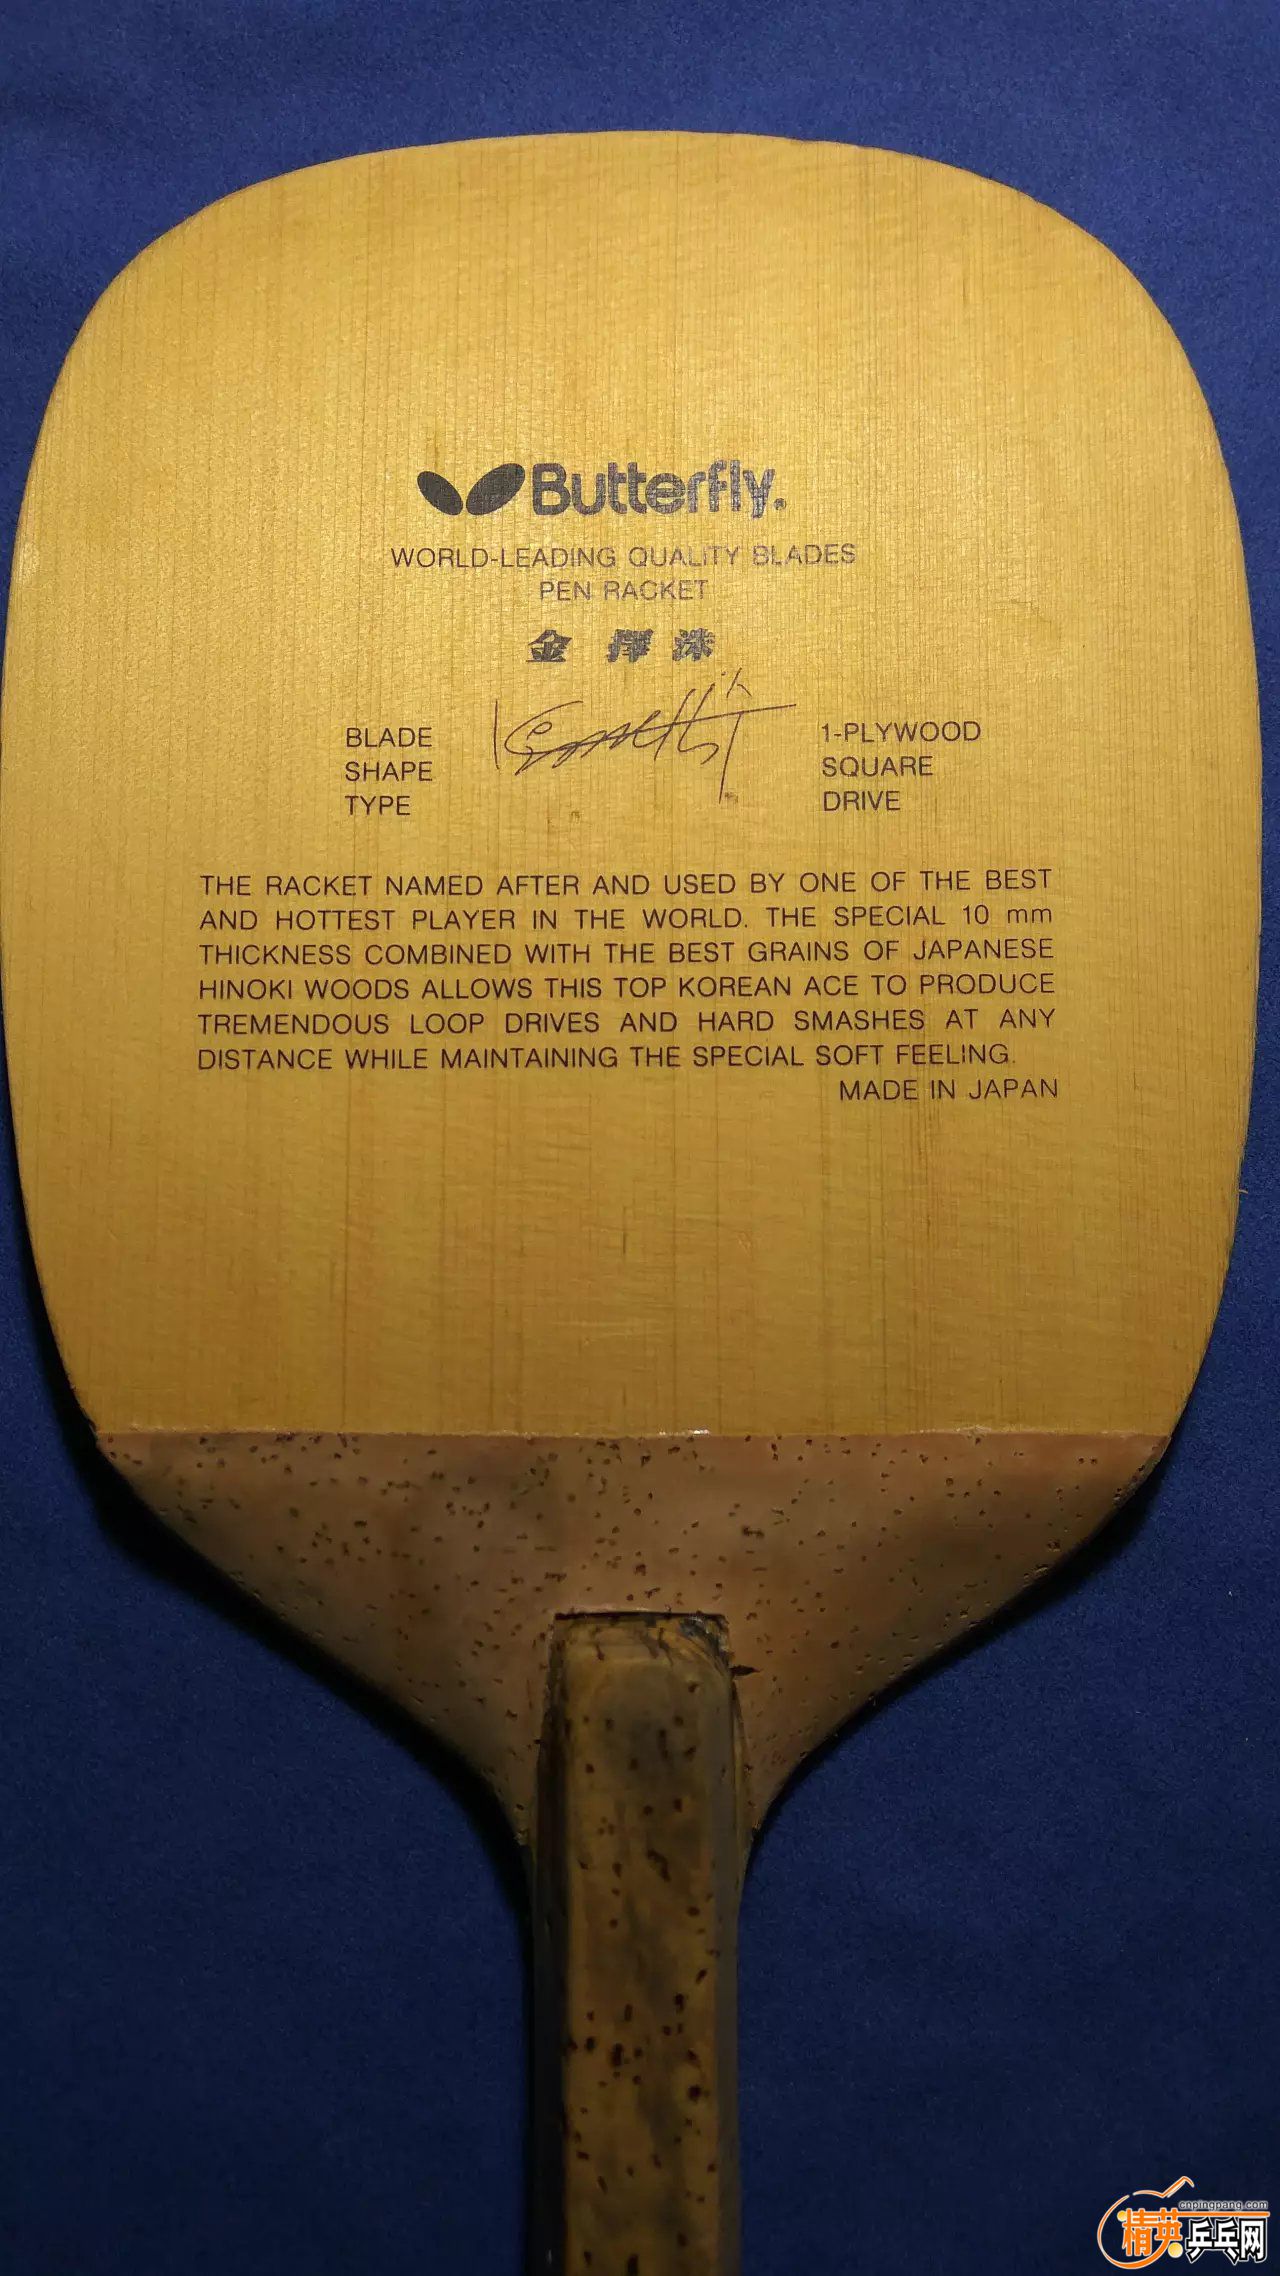 Butterfly.
WORLD-LEADING QUALITY BLADES
PEN RACKET
金 擇 洙
BLADE 1-PLYWOOD
SHAPE SQUARE
TYPE DRIVE
THE RACKET NAMED AFTER AND USED BY ONE OF THE BEST
AND HOTTEST PLAYER IN THE WORLD. THE SPECIAL 10 mm
THICKNESS COMBINED WITH THE BEST GRAINS OF JAPANESE
HINOKI WOODS ALLOWS THIS TOP KOREAN ACE TO PRODUCE
TREMENDOUS LOOP DRIVES AND HARD SMASHES AT ANY
DISTANCE WHILE MAINTAINING THE SPECIAL SOFT FEELING.
MADE IN JAPAN
cnpingpang.com
精英乒乓网